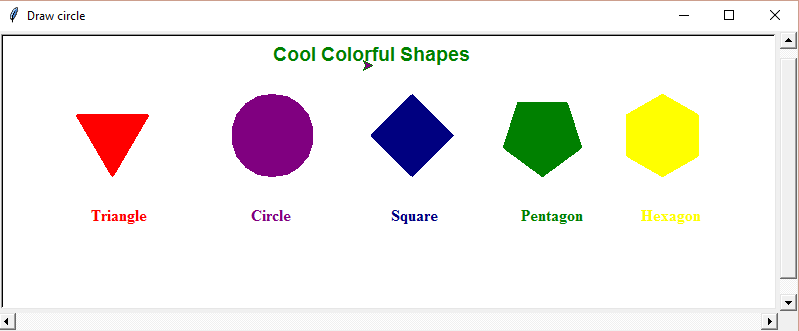 Draw circle
Cool Colorful Shapes
Triangle Circle Square Pentagon Hexagon